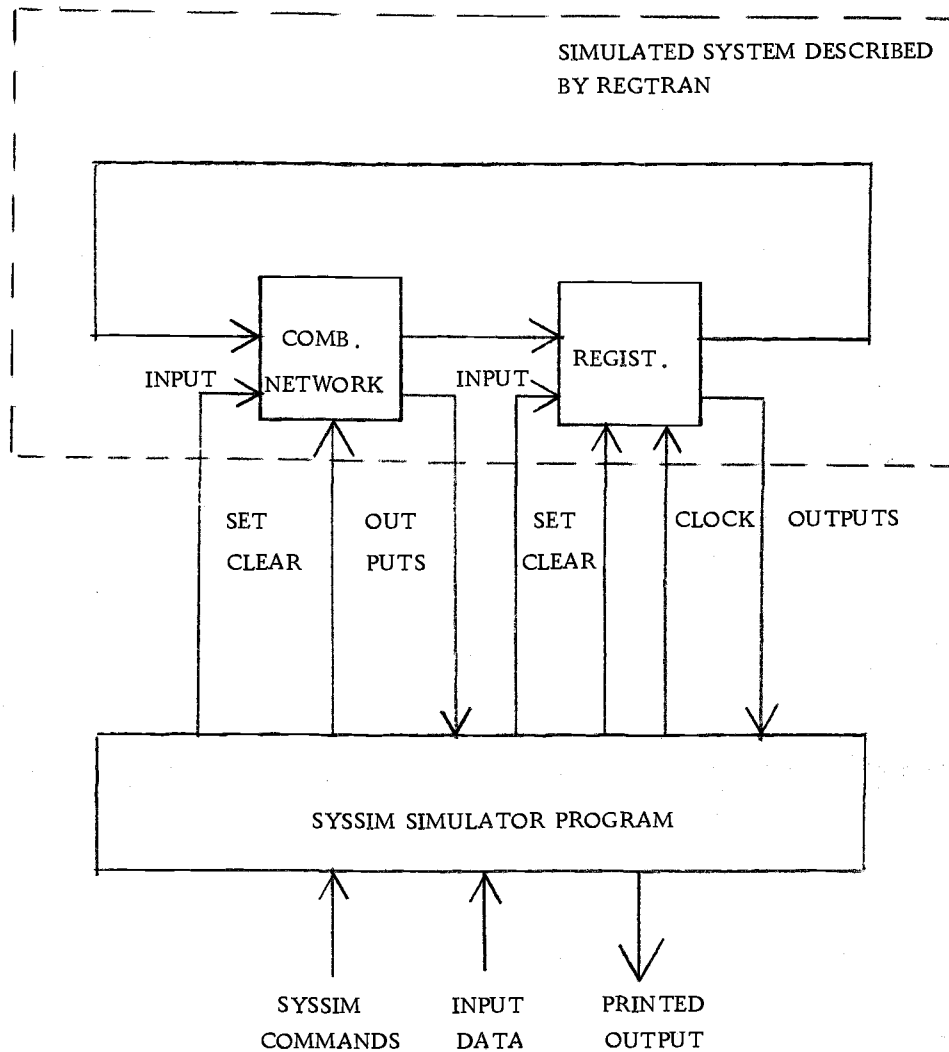 SIMULATED SYSTEM DESCRIBED
BY REGTRAN
COMB.
NETWORK
INPUT
REGIST.
INPUT
SET
CLEAR
OUT
PUTS
SET
CLEAR
CLOCK
OUTPUTS
SYSSIM SIMULATOR PROGRAM
SYSSIM
COMMANDS
INPUT
DATA
PRINTED
OUTPUT